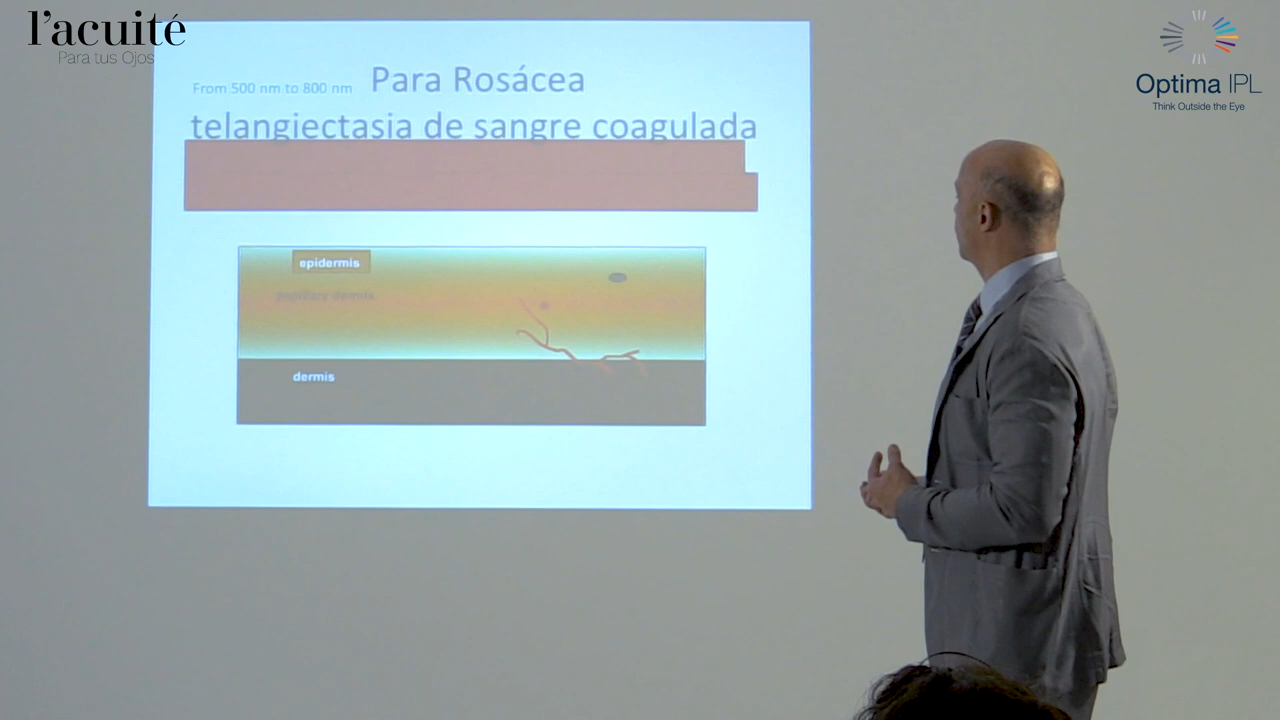 l'acuité
Para tus Ojos
Optima IPL
Think Outside the Eye
From 500 nm to 800 nm Para Rosácea
telangiectasia de sangre coagulada
epidermis
papillary dermis
dermis